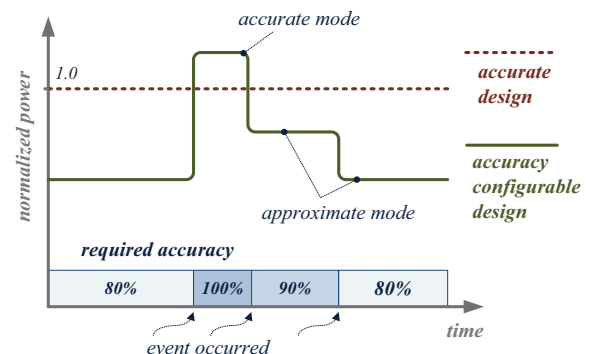 accurate mode
1.0
accurate
design
normalized power
accuracy
configurable
design
approximate mode
required accuracy
80%
100%
90%
80%
time
event occurred